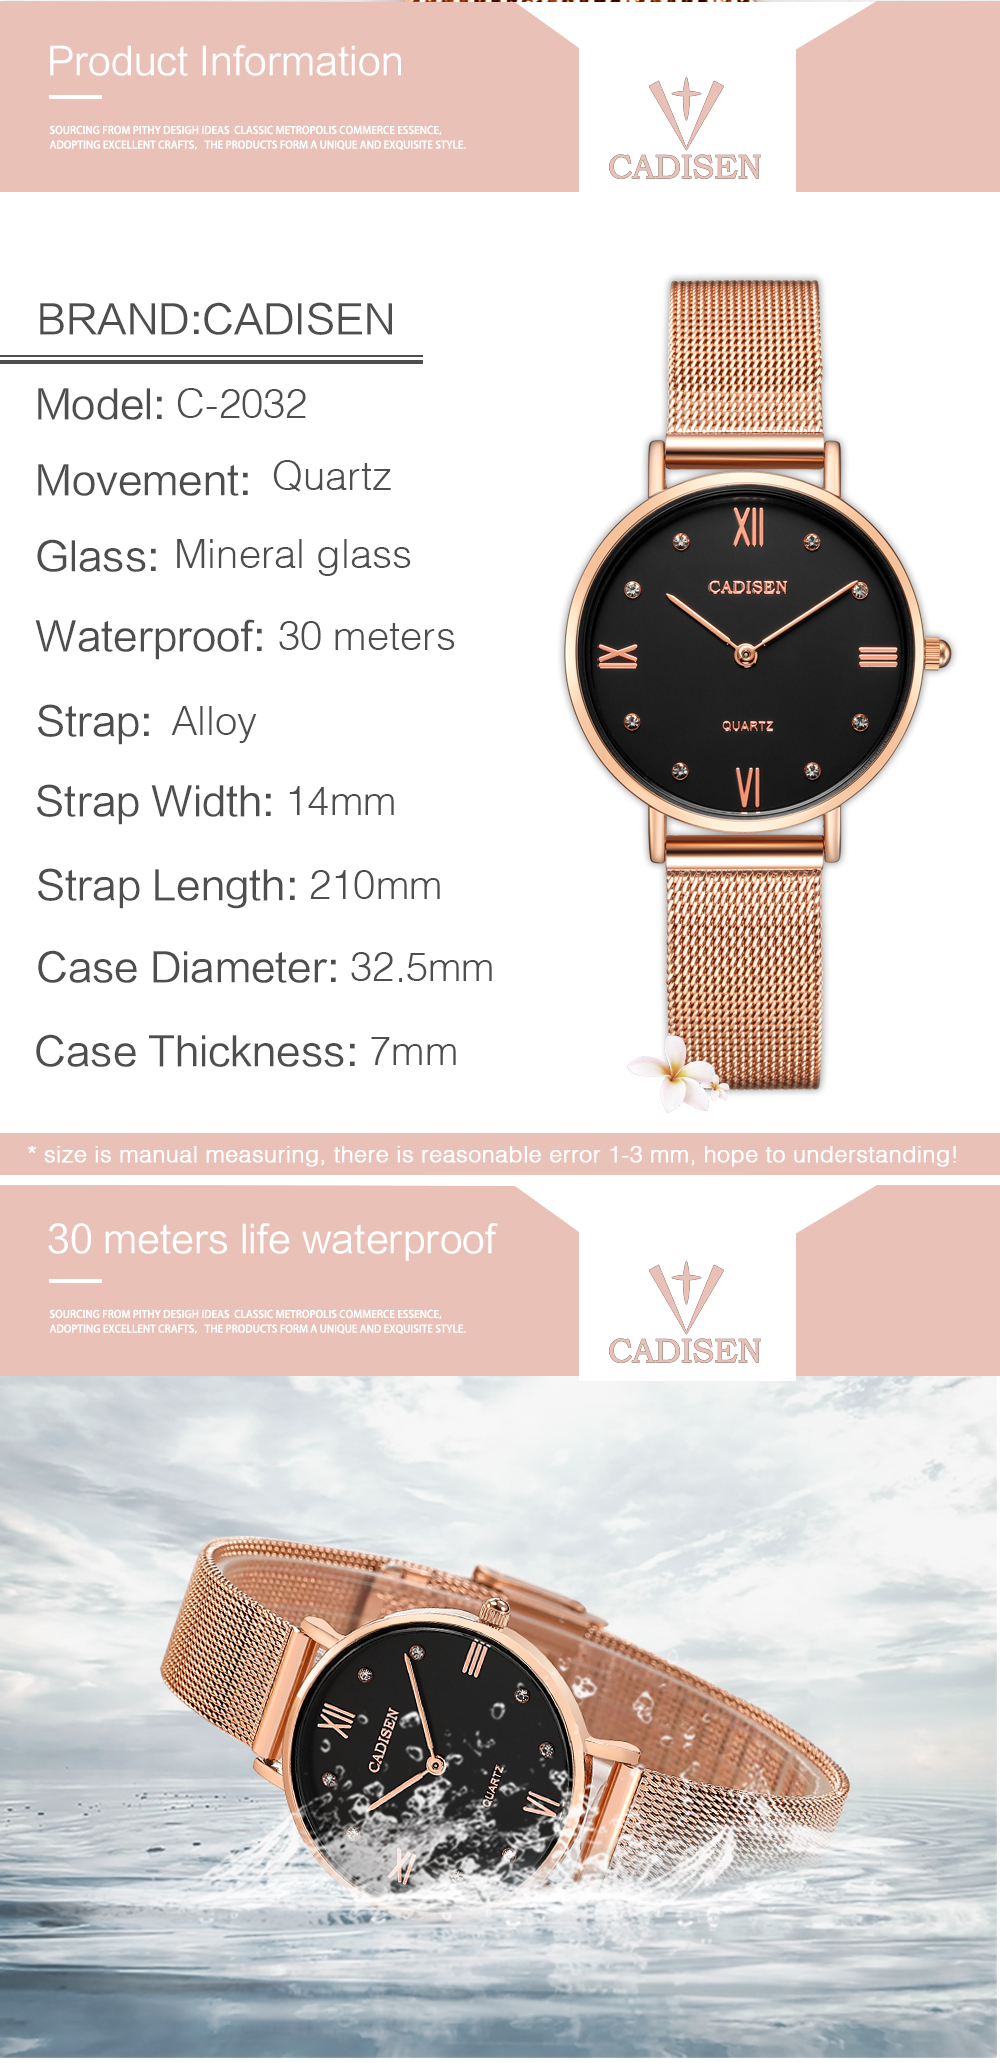 Product Information
SOURCING FROM PITHY DESIGH IDEAS CLASSIC METROPOLIS COMMERCE ESSENCE,
ADOPTING EXCELLENT CRAFTS, THE PRODUCTS FORM A UNIQUE AND EXQUISITE STYLE.
CADISEN
BRAND:CADISEN
Model: C-2032
Movement: Quartz
Glass: Mineral glass
Waterproof: 30 meters
Strap: Alloy
Strap Width: 14mm
Strap Length: 210mm
Case Diameter: 32.5mm
Case Thickness: 7mm
XII
CADISEN
IX
III
QUARTZ
VI
* size is manual measuring, there is reasonable error 1-3 mm, hope to understanding!
30 meters life waterproof
SOURCING FROM PITHY DESIGH IDEAS CLASSIC METROPOLIS COMMERCE ESSENCE,
ADOPTING EXCELLENT CRAFTS, THE PRODUCTS FORM A UNIQUE AND EXQUISITE STYLE.
CADISEN
III
XII
CADISEN
QUARTZ
VI
IX